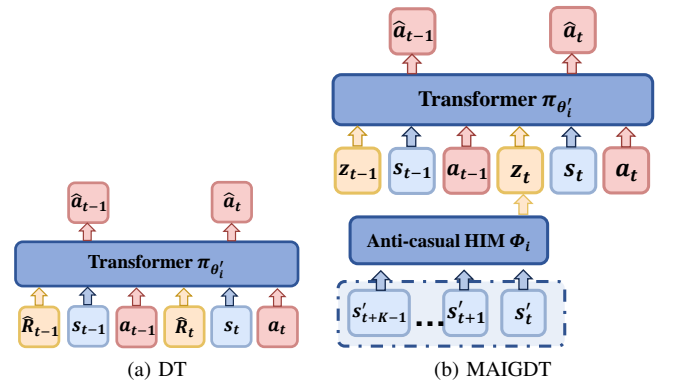 â_{t-1} â_t
Transformer π_{θ'_i}
z_{t-1} s_{t-1} a_{t-1} z_t s_t a_t
Anti-casual HIM Φ_i
s'_{t+K-1} ... s'_{t+1} s'_t
(b) MAIGDT
â_{t-1} â_t
Transformer π_{θ'_i}
R̂_{t-1} s_{t-1} a_{t-1} R̂_t s_t a_t
(a) DT